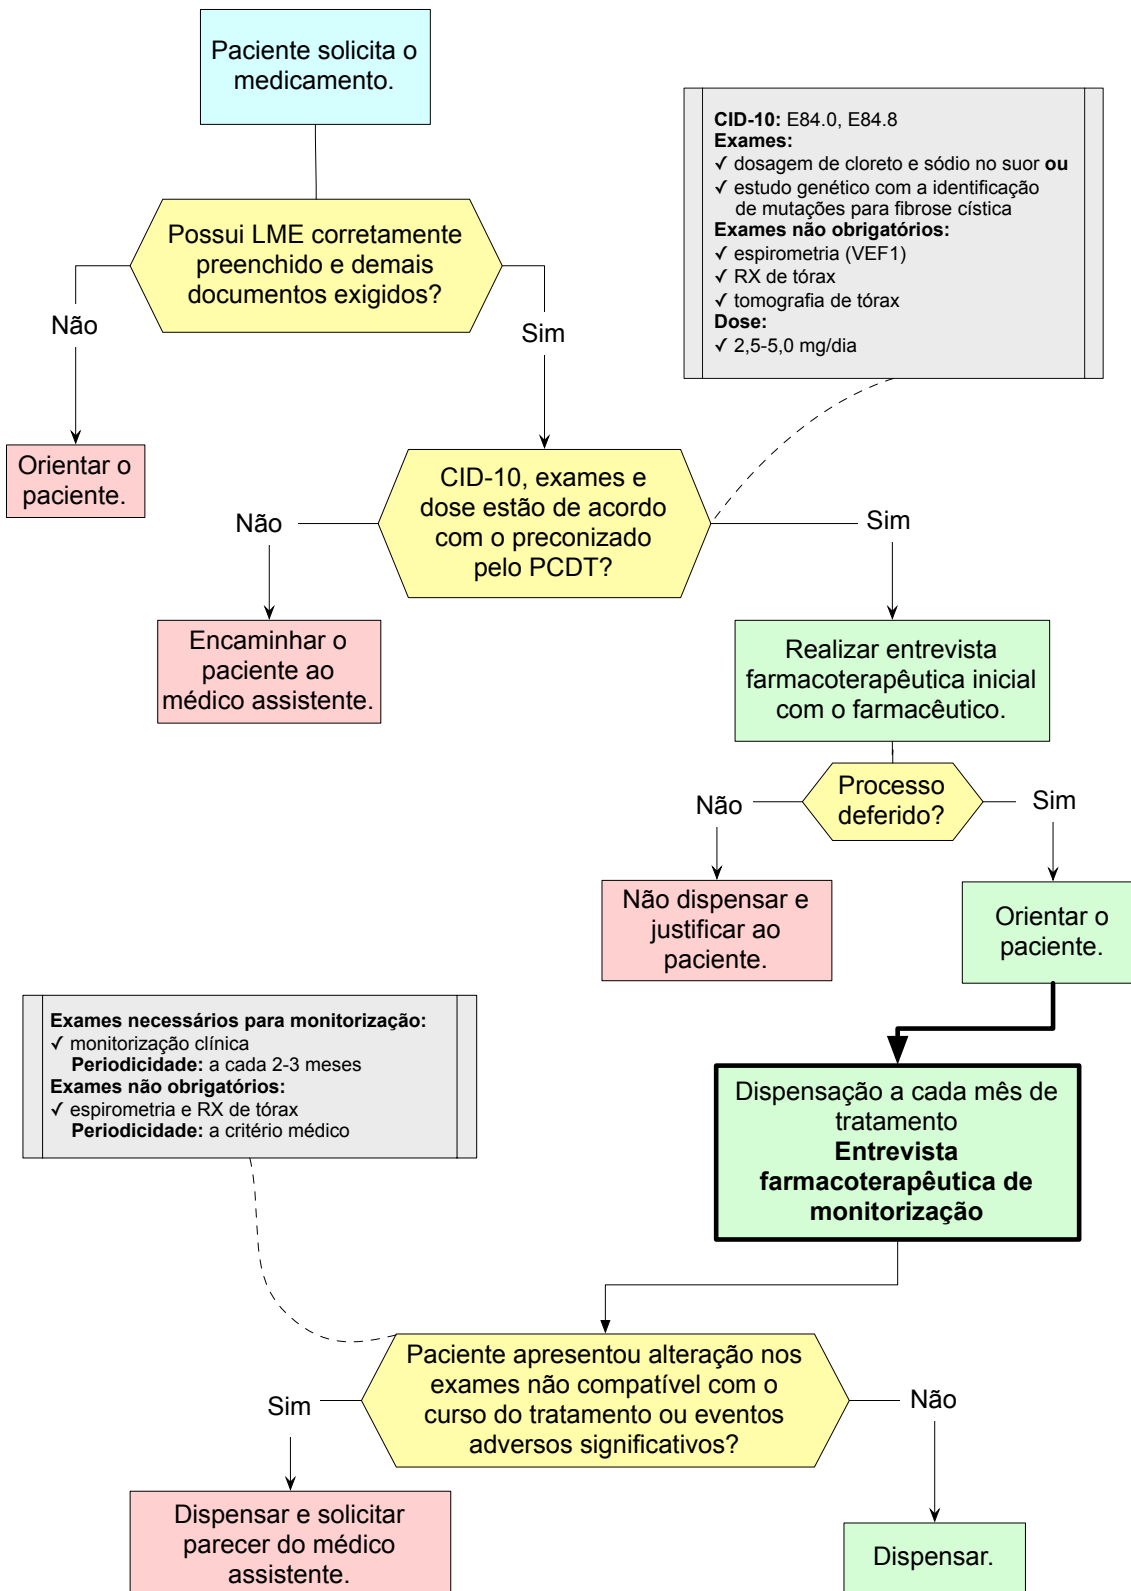 Paciente solicita o
medicamento.
CID-10: E84.0, E84.8
Exames:
✓ dosagem de cloreto e sódio no suor ou
✓ estudo genético com a identificação
de mutações para fibrose cística
Exames não obrigatórios:
✓ espirometria (VEF1)
✓ RX de tórax
✓ tomografia de tórax
Dose:
✓ 2,5-5,0 mg/dia
Possui LME corretamente
preenchido e demais
documentos exigidos?
Não
Sim
Orientar o
paciente.
CID-10, exames e
dose estão de acordo
com o preconizado
pelo PCDT?
Não
Sim
Encaminhar o
paciente ao
médico assistente.
Realizar entrevista
farmacoterapêutica inicial
com o farmacêutico.
Processo
deferido?
Não
Sim
Não dispensar e
justificar ao
paciente.
Orientar o
paciente.
Exames necessários para monitorização:
✓ monitorização clínica
Periodicidade: a cada 2-3 meses
Exames não obrigatórios:
✓ espirometria e RX de tórax
Periodicidade: a critério médico
Dispensação a cada mês de
tratamento
Entrevista
farmacoterapêutica de
monitorização
Paciente apresentou alteração nos
exames não compatível com o
curso do tratamento ou eventos
adversos significativos?
Sim
Não
Dispensar e solicitar
parecer do médico
assistente.
Dispensar.